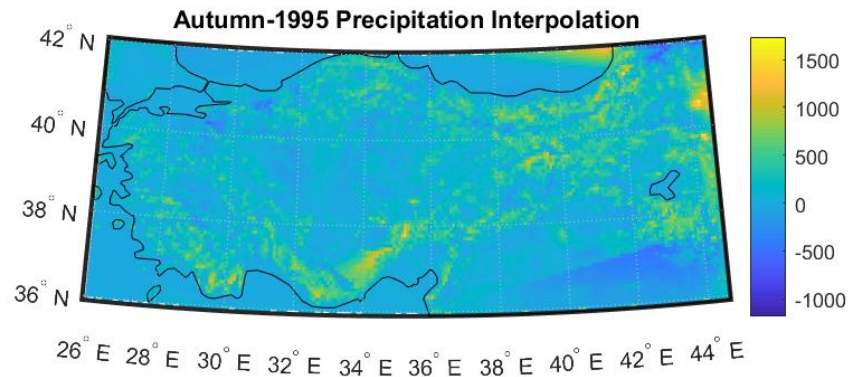 Autumn-1995 Precipitation Interpolation
42° N
40° N
38° N
36° N
26° E 28° E 30° E 32° E 34° E 36° E 38° E 40° E 42° E 44° E
1500
1000
500
0
-500
-1000